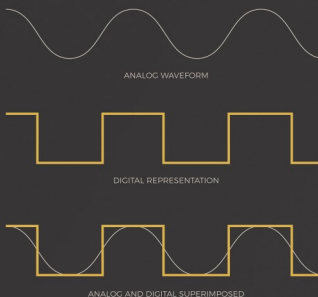 ANALOG WAVEFORM
DIGITAL REPRESENTATION
ANALOG AND DIGITAL SUPERIMPOSED